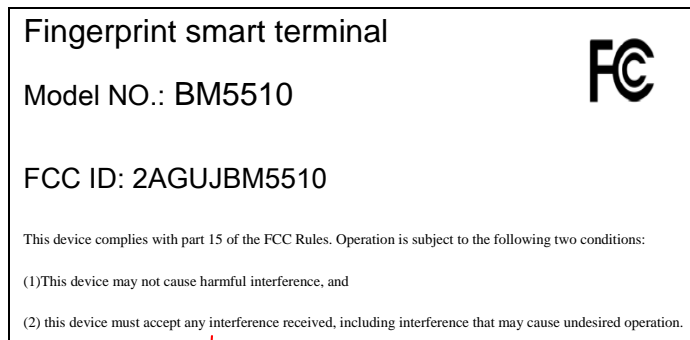 Fingerprint smart terminal
FC
Model NO.: BM5510
FCC ID: 2AGUJBM5510
This device complies with part 15 of the FCC Rules. Operation is subject to the following two conditions:
(1)This device may not cause harmful interference, and
(2) this device must accept any interference received, including interference that may cause undesired operation.